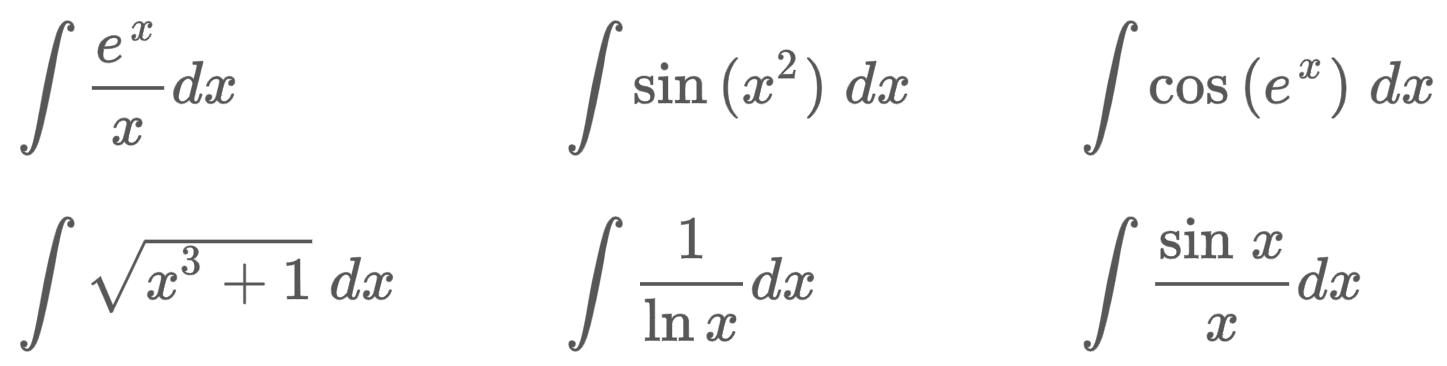 ∫ e^x/x dx ∫ sin (x^2) dx ∫ cos (e^x) dx
∫ √(x^3 + 1) dx ∫ 1/ln x dx ∫ sin x/x dx